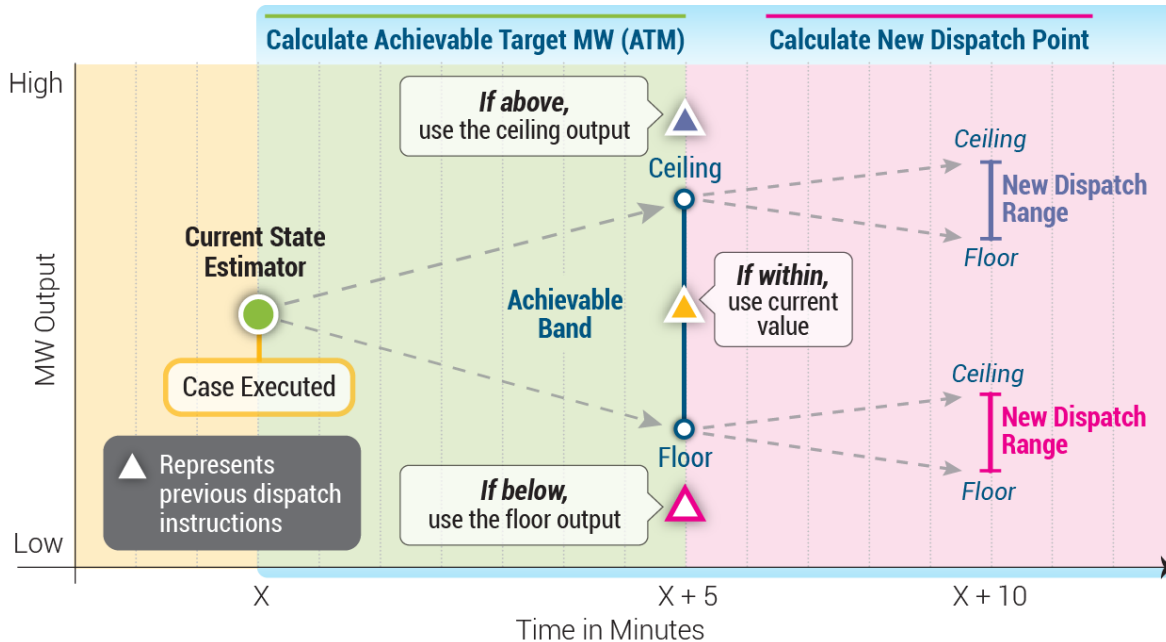 Calculate Achievable Target MW (ATM)
Calculate New Dispatch Point
High
If above,
use the ceiling output
Ceiling
Ceiling
New Dispatch
Range
Floor
Current State
Estimator
MW Output
Achievable
Band
If within,
use current
value
Case Executed
Ceiling
New Dispatch
Range
Floor
Floor
Represents
previous dispatch
instructions
If below,
use the floor output
Low
X
X + 5
X + 10
Time in Minutes